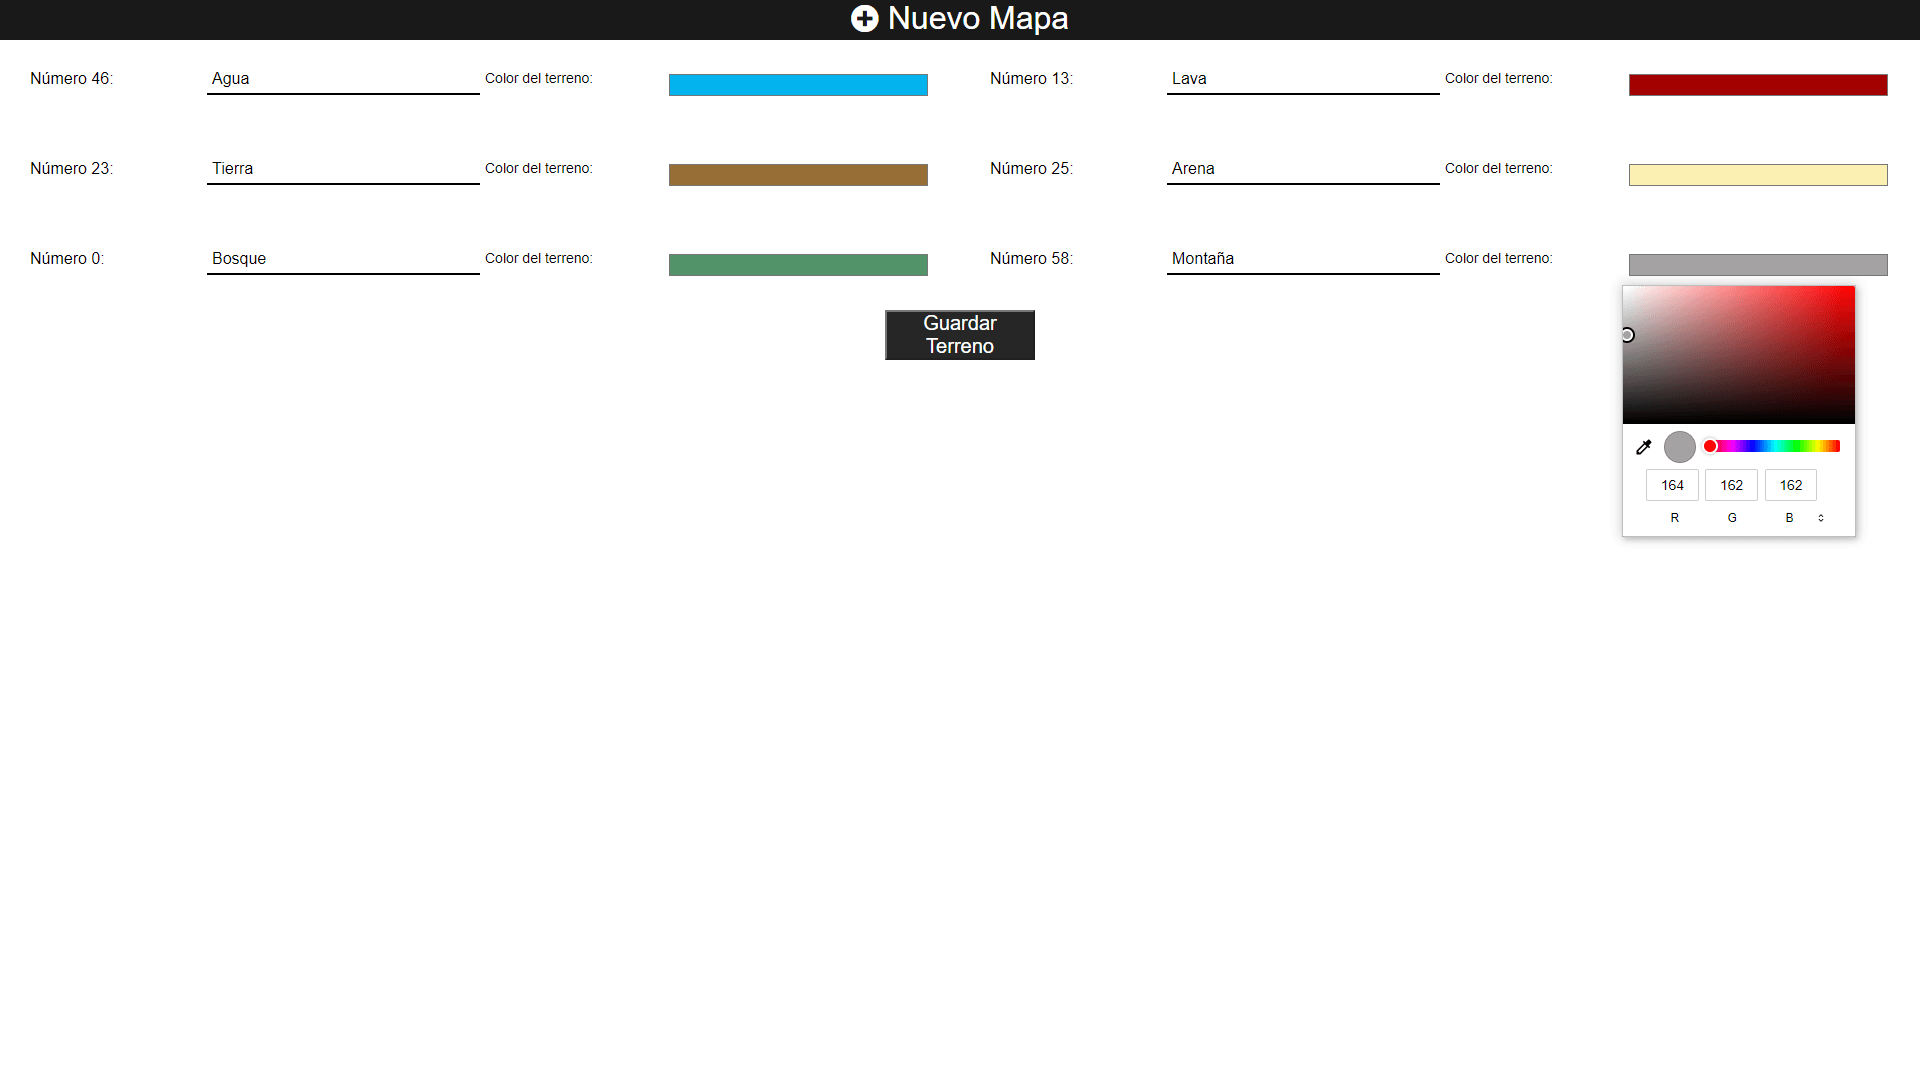 Nuevo Mapa
Número 46: Agua Color del terreno: Número 13: Lava Color del terreno:
Número 23: Tierra Color del terreno: Número 25: Arena Color del terreno:
Número 0: Bosque Color del terreno: Número 58: Montaña Color del terreno:
Guardar
Terreno
164 162 162
R G B